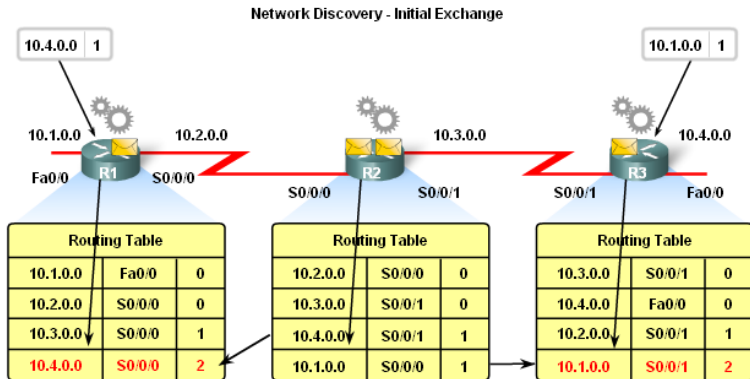 Network Discovery - Initial Exchange
10.4.0.0 1
10.1.0.0 1
10.1.0.0
10.2.0.0
10.3.0.0
10.4.0.0
R1
R2
R3
Fa0/0
S0/0/0
S0/0/0
S0/0/1
S0/0/1
Fa0/0
Routing Table
10.1.0.0 Fa0/0 0
10.2.0.0 S0/0/0 0
10.3.0.0 S0/0/0 1
10.4.0.0 S0/0/0 2
Routing Table
10.2.0.0 S0/0/0 0
10.3.0.0 S0/0/1 0
10.4.0.0 S0/0/1 1
10.1.0.0 S0/0/0 1
Routing Table
10.3.0.0 S0/0/1 0
10.4.0.0 Fa0/0 0
10.2.0.0 S0/0/1 1
10.1.0.0 S0/0/1 2